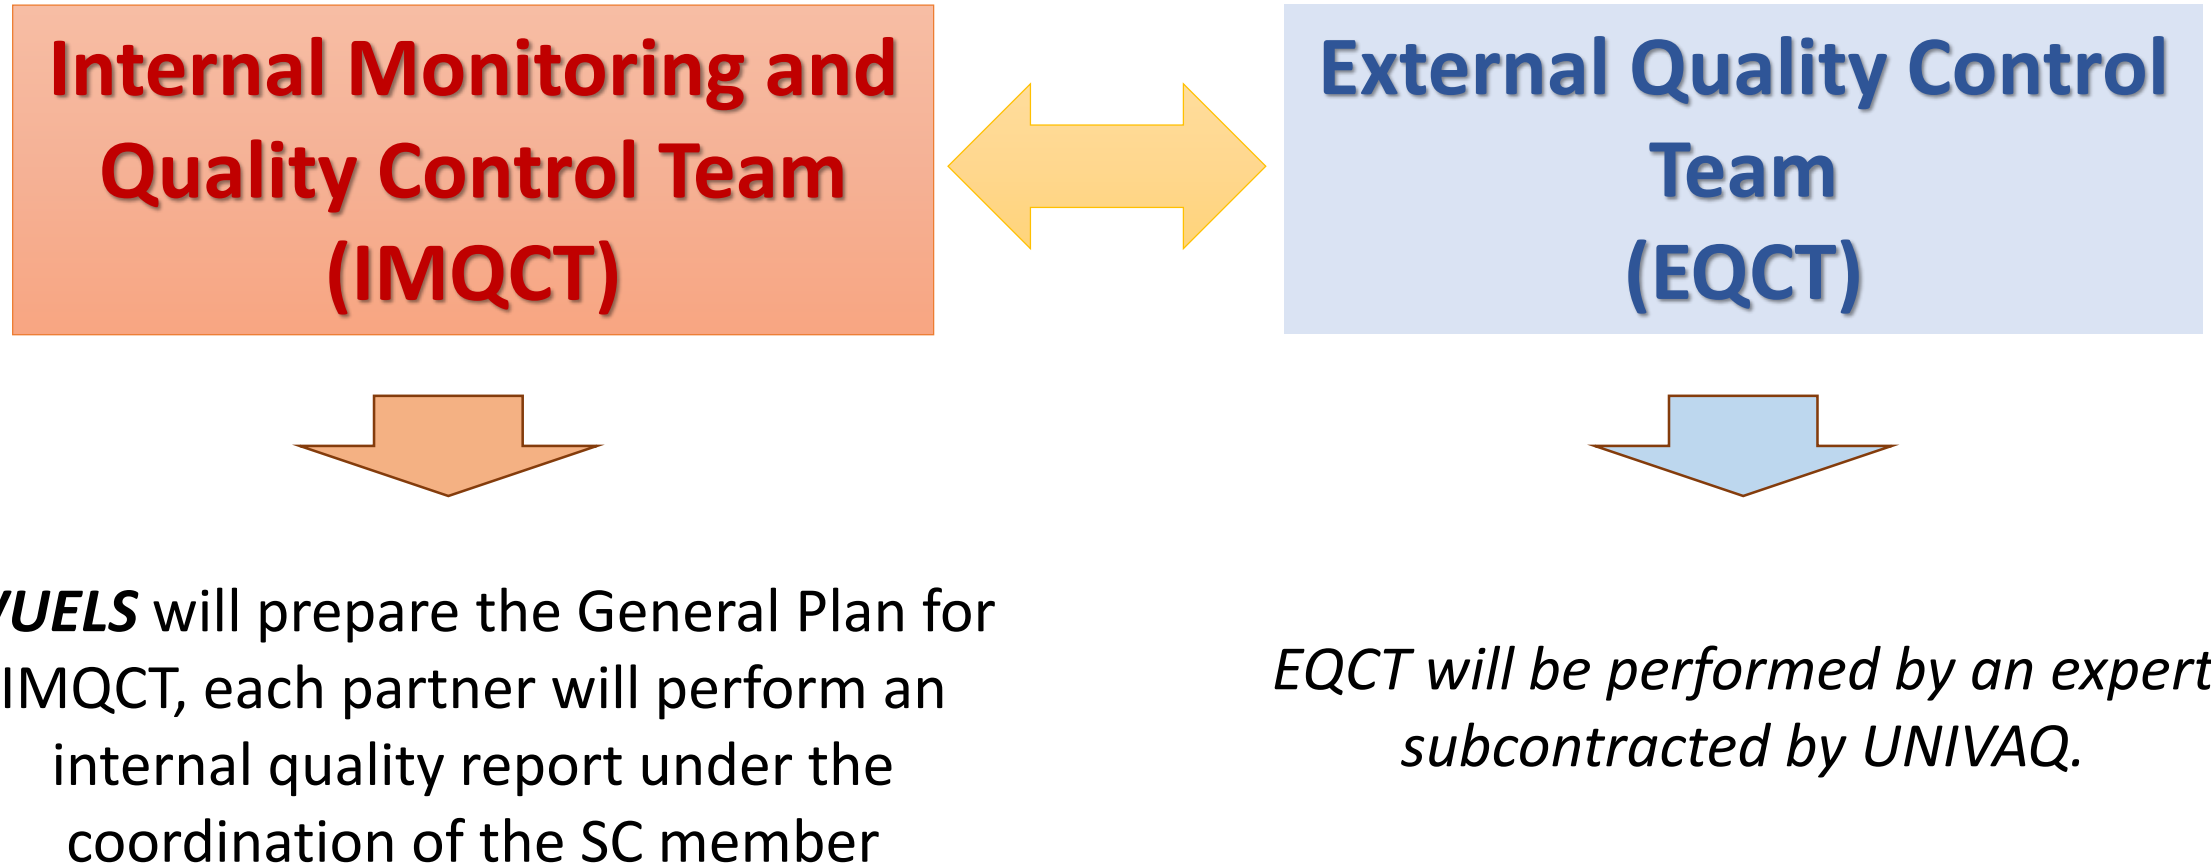 Internal Monitoring and
Quality Control Team
(IMQCT)
External Quality Control
Team
(EQCT)
will prepare the General Plan for
IMQCT, each partner will perform an
internal quality report under the
coordination of the SC member
EQCT will be performed by an expert
subcontracted by UNIVAQ.